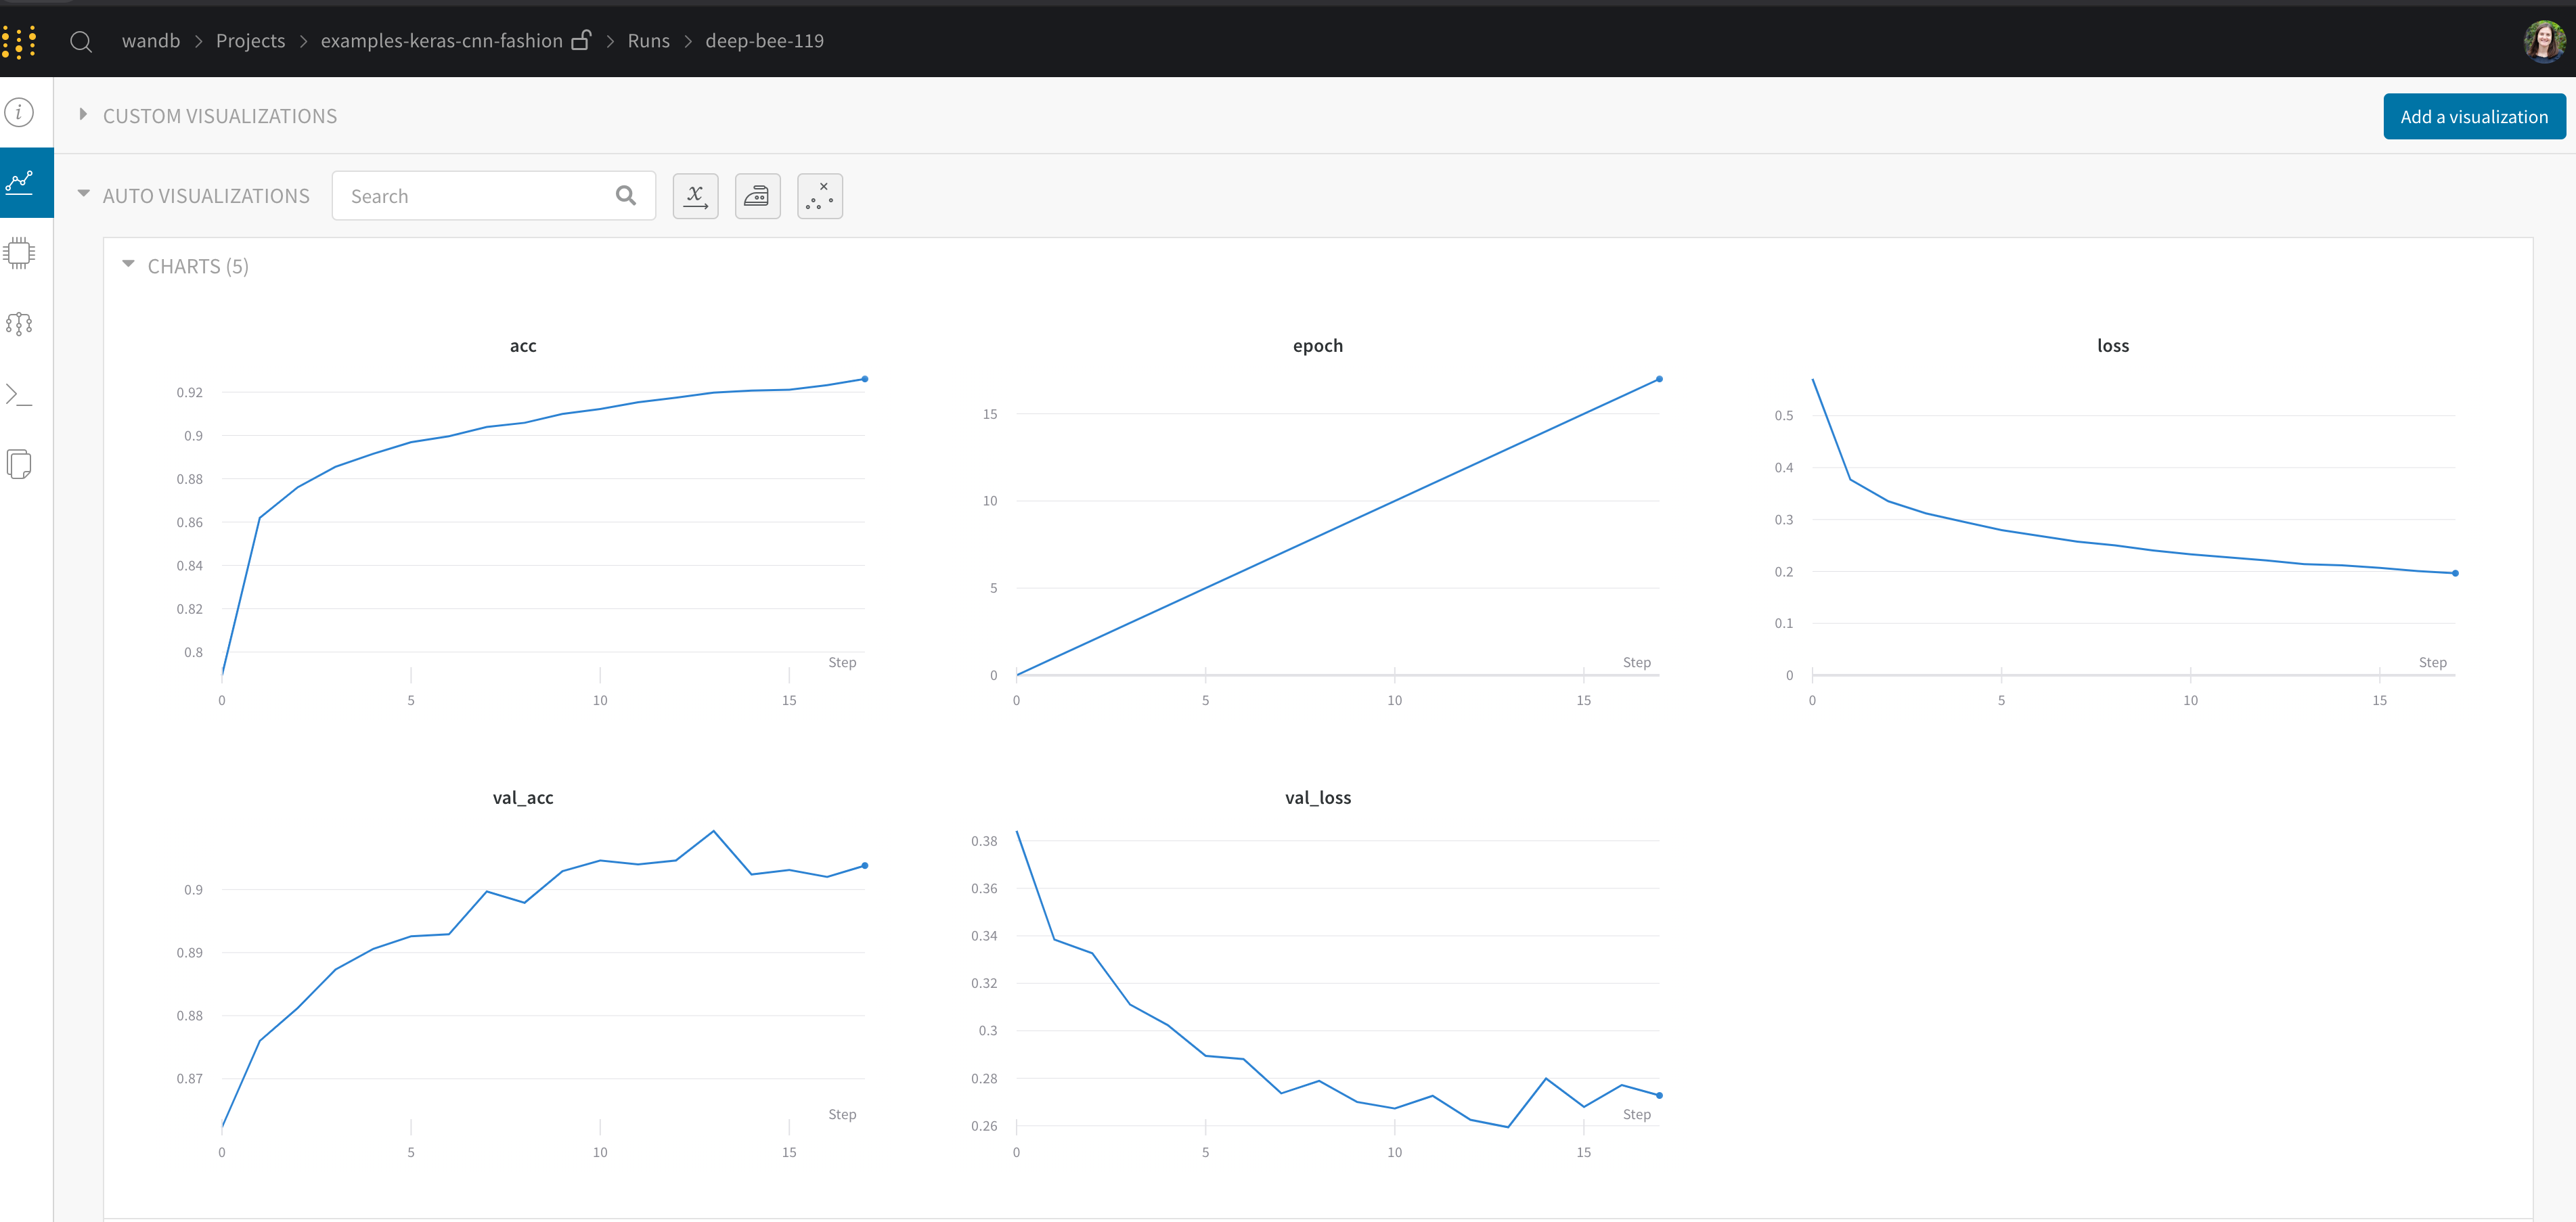 wandb > Projects > examples-keras-cnn-fashion > Runs > deep-bee-119
CUSTOM VISUALIZATIONS
Add a visualization
AUTO VISUALIZATIONS
Search
x
CHARTS (5)
acc
0.92
0.9
0.88
0.86
0.84
0.82
0.8
Step
0 5 10 15
epoch
15
10
5
0
Step
0 5 10 15
loss
0.5
0.4
0.3
0.2
0.1
0
Step
0 5 10 15
val_acc
0.9
0.89
0.88
0.87
Step
0 5 10 15
val_loss
0.38
0.36
0.34
0.32
0.3
0.28
0.26
Step
0 5 10 15